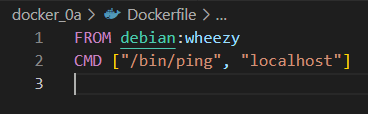 docker_0a > Dockerfile > ...
1 FROM debian:wheezy
2 CMD ["/bin/ping", "localhost"]
3